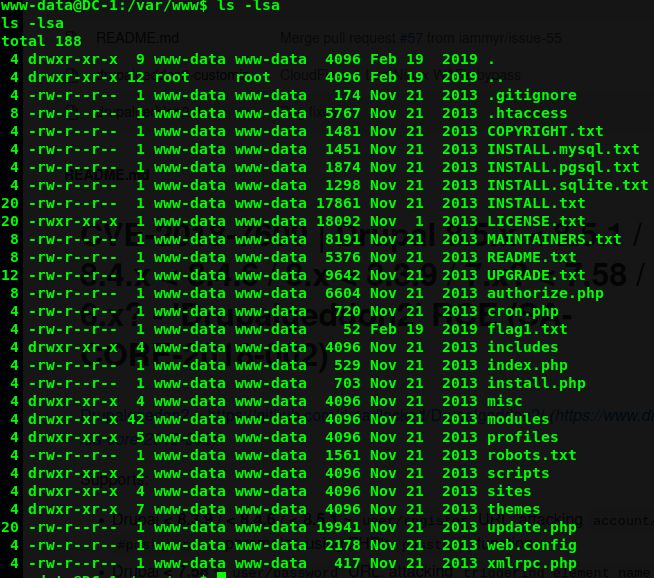 www-data@DC-1:/var/www$ ls -lsa
ls -lsa
total 188
4 drwxr-xr-x 9 www-data www-data 4096 Feb 19 2019 .
4 drwxr-xr-x 12 root root 4096 Feb 19 2019 ..
4 -rw-r--r-- 1 www-data www-data 174 Nov 21 2013 .gitignore
8 -rw-r--r-- 1 www-data www-data 5767 Nov 21 2013 .htaccess
4 -rw-r--r-- 1 www-data www-data 1481 Nov 21 2013 COPYRIGHT.txt
4 -rw-r--r-- 1 www-data www-data 1451 Nov 21 2013 INSTALL.mysql.txt
4 -rw-r--r-- 1 www-data www-data 1874 Nov 21 2013 INSTALL.pgsql.txt
4 -rw-r--r-- 1 www-data www-data 1298 Nov 21 2013 INSTALL.sqlite.txt
20 -rw-r--r-- 1 www-data www-data 17861 Nov 21 2013 INSTALL.txt
20 -rwxr-xr-x 1 www-data www-data 18092 Nov 1 2013 LICENSE.txt
8 -rw-r--r-- 1 www-data www-data 8191 Nov 21 2013 MAINTAINERS.txt
8 -rw-r--r-- 1 www-data www-data 5376 Nov 21 2013 README.txt
12 -rw-r--r-- 1 www-data www-data 9642 Nov 21 2013 UPGRADE.txt
8 -rw-r--r-- 1 www-data www-data 6604 Nov 21 2013 authorize.php
4 -rw-r--r-- 1 www-data www-data 720 Nov 21 2013 cron.php
4 -rw-r--r-- 1 www-data www-data 52 Feb 19 2019 flag1.txt
4 drwxr-xr-x 4 www-data www-data 4096 Nov 21 2013 includes
4 -rw-r--r-- 1 www-data www-data 529 Nov 21 2013 index.php
4 -rw-r--r-- 1 www-data www-data 703 Nov 21 2013 install.php
4 drwxr-xr-x 4 www-data www-data 4096 Nov 21 2013 misc
4 drwxr-xr-x 42 www-data www-data 4096 Nov 21 2013 modules
4 drwxr-xr-x 5 www-data www-data 4096 Nov 21 2013 profiles
4 -rw-r--r-- 1 www-data www-data 1561 Nov 21 2013 robots.txt
4 drwxr-xr-x 2 www-data www-data 4096 Nov 21 2013 scripts
4 drwxr-xr-x 4 www-data www-data 4096 Nov 21 2013 sites
4 drwxr-xr-x 7 www-data www-data 4096 Nov 21 2013 themes
20 -rw-r--r-- 1 www-data www-data 19941 Nov 21 2013 update.php
4 -rw-r--r-- 1 www-data www-data 2178 Nov 21 2013 web.config
4 -rw-r--r-- 1 www-data www-data 417 Nov 21 2013 xmlrpc.php
README.md Merge pull request #57 from iammyr/issue-55
README.md